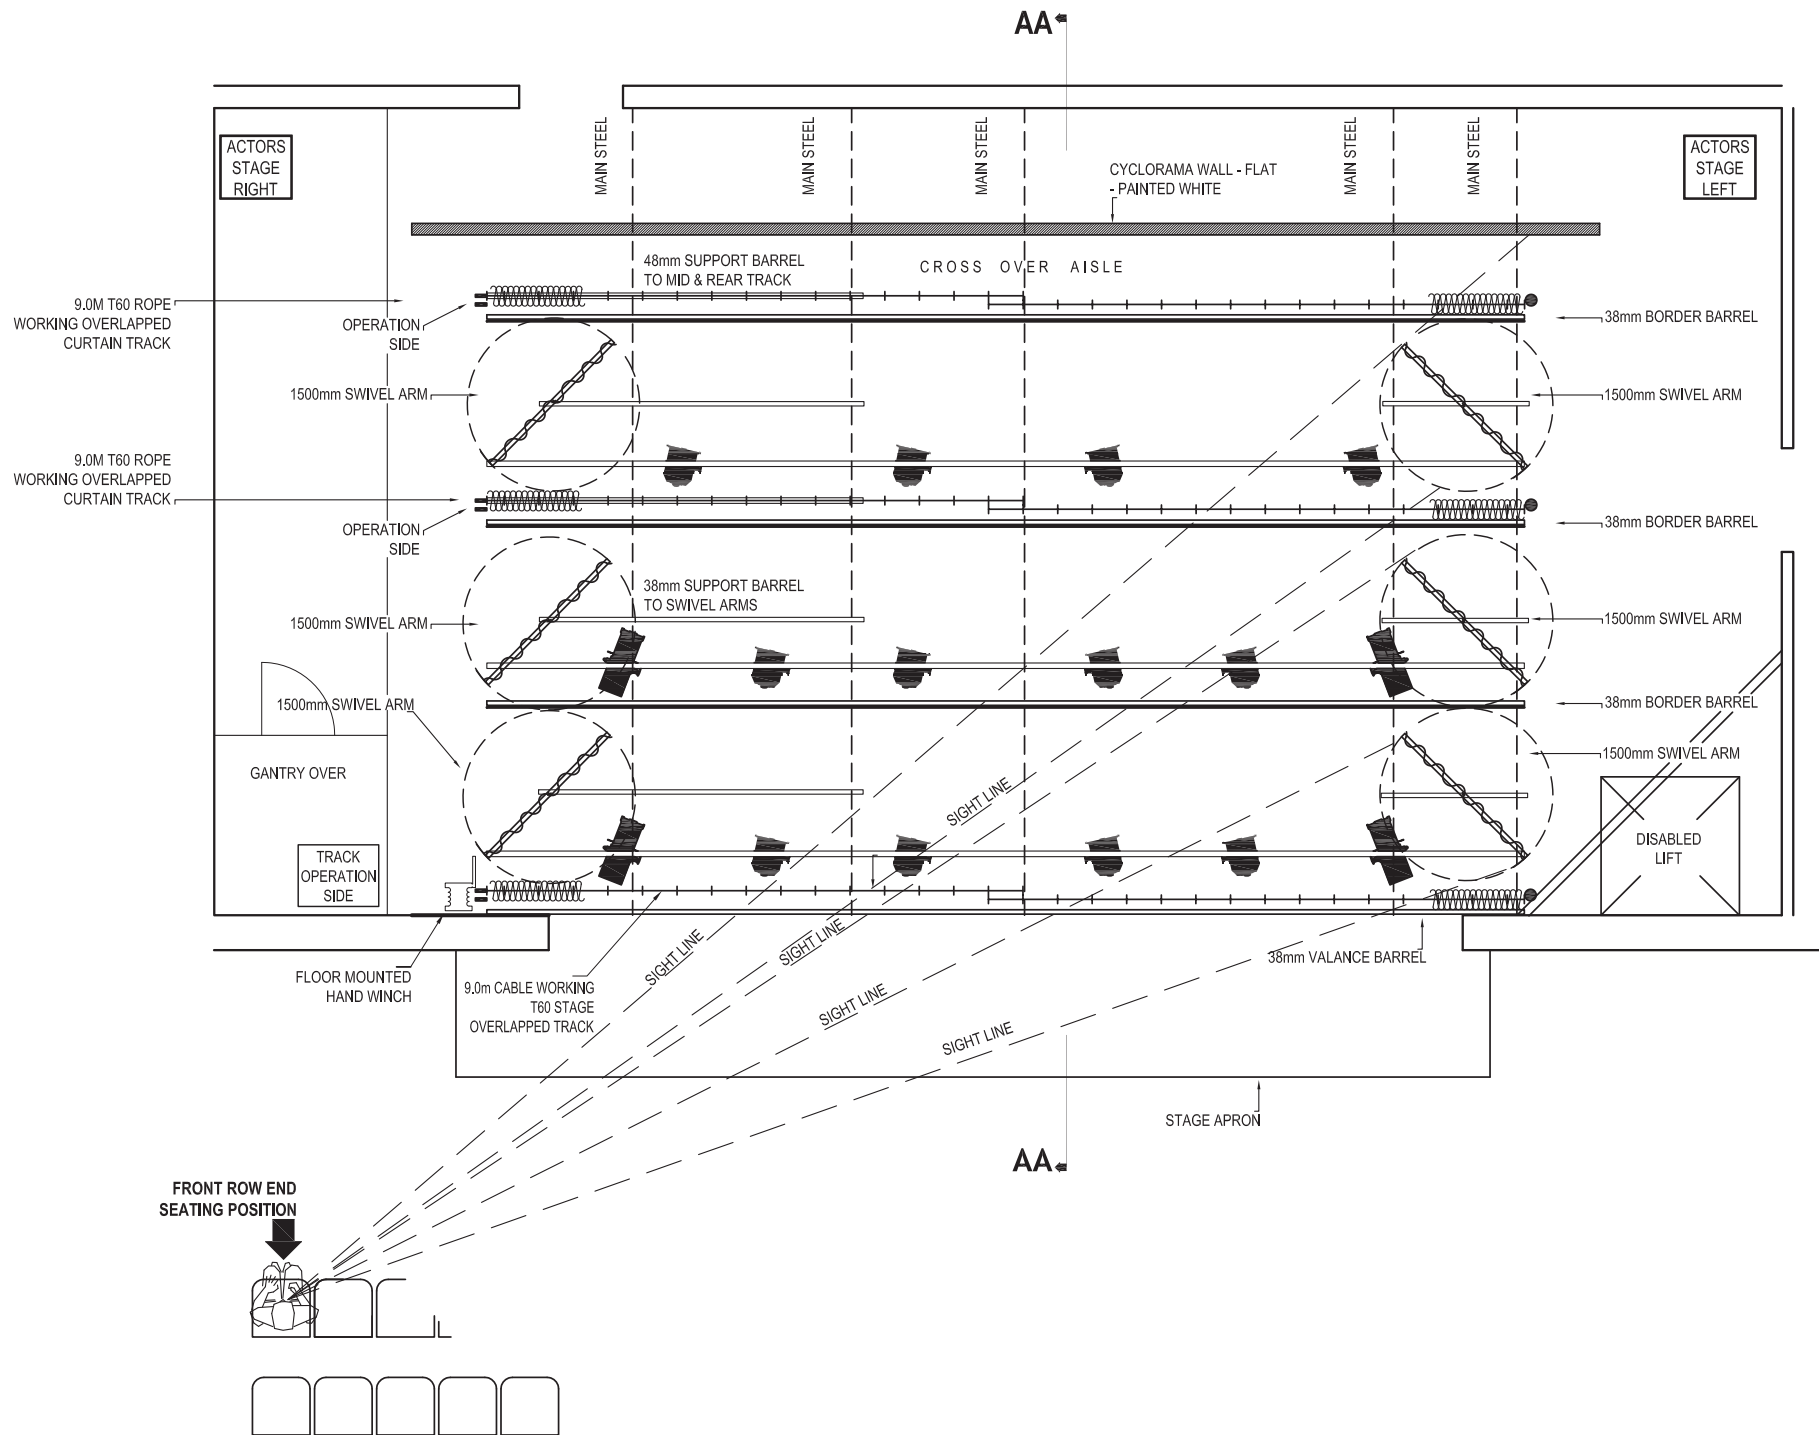 AA
MAIN STEEL
MAIN STEEL
MAIN STEEL
MAIN STEEL
MAIN STEEL
ACTORS
STAGE
RIGHT
ACTORS
STAGE
LEFT
CYCLORAMA WALL - FLAT
- PAINTED WHITE
48mm SUPPORT BARREL
TO MID & REAR TRACK
CROSS OVER AISLE
9.0M T60 ROPE
WORKING OVERLAPPED
CURTAIN TRACK
OPERATION
SIDE
38mm BORDER BARREL
1500mm SWIVEL ARM
1500mm SWIVEL ARM
9.0M T60 ROPE
WORKING OVERLAPPED
CURTAIN TRACK
OPERATION
SIDE
38mm BORDER BARREL
38mm SUPPORT BARREL
TO SWIVEL ARMS
1500mm SWIVEL ARM
1500mm SWIVEL ARM
1500mm SWIVEL ARM
38mm BORDER BARREL
1500mm SWIVEL ARM
GANTRY OVER
SIGHT LINE
DISABLED
LIFT
TRACK
OPERATION
SIDE
SIGHT LINE
SIGHT LINE
38mm VALANCE BARREL
FLOOR MOUNTED
HAND WINCH
9.0m CABLE WORKING
T60 STAGE
OVERLAPPED TRACK
SIGHT LINE
SIGHT LINE
STAGE APRON
AA
FRONT ROW END
SEATING POSITION